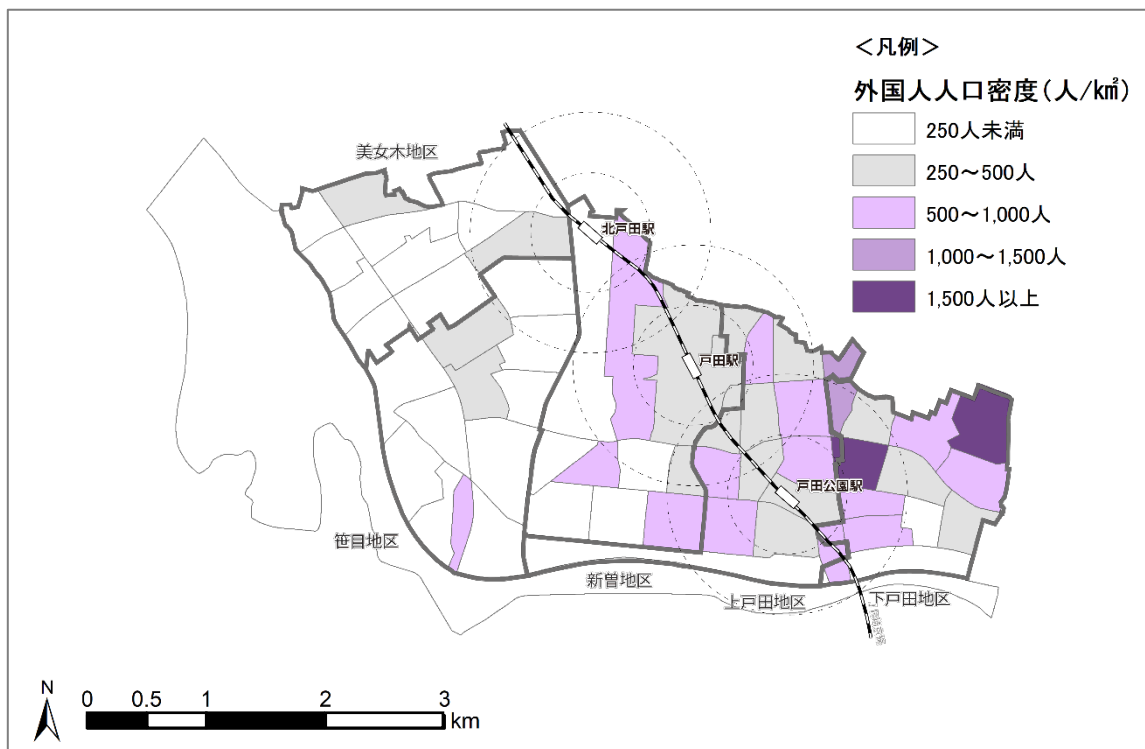 <凡例>
外国人人口密度(人/k㎡)
250人未満
250~500人
500~1,000人
1,000~1,500人
1,500人以上
美女木地区
北戸田駅
戸田駅
戸田公園駅
笹目地区
新曽地区
上戸田地区
下戸田地区
N
0 0.5 1 2 3
km